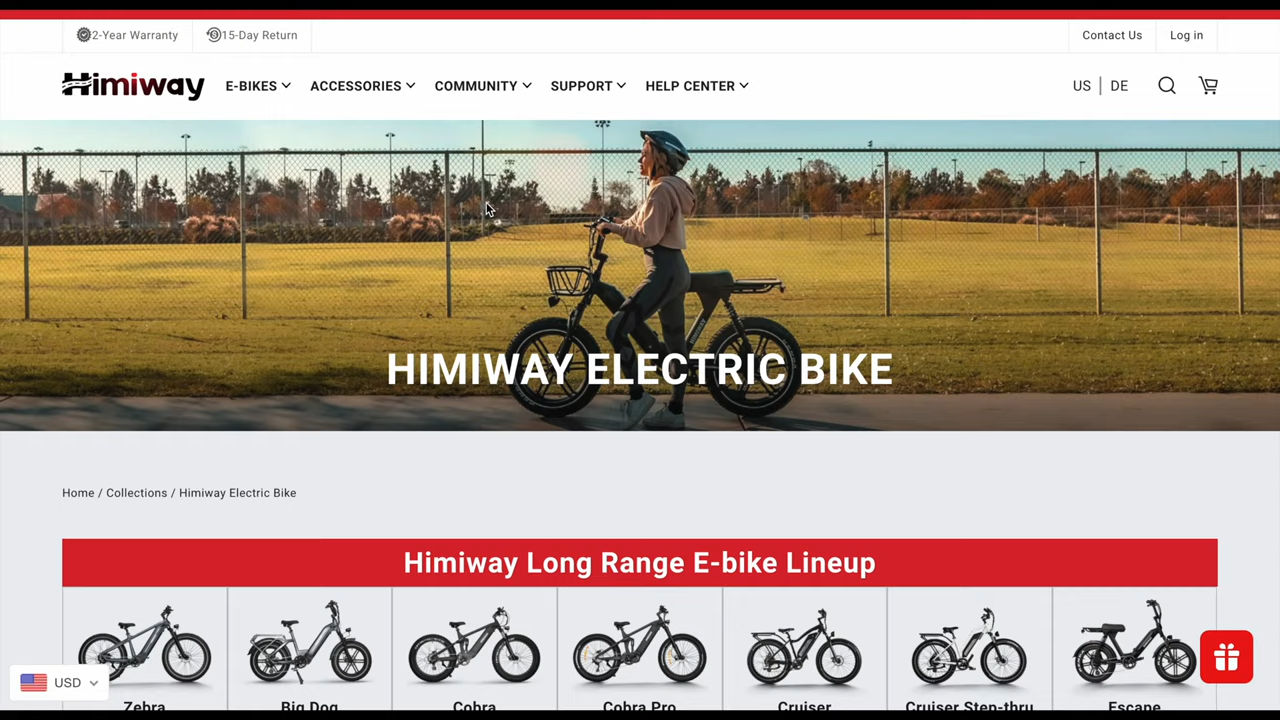 2-Year Warranty
15-Day Return
Contact Us
Log in
Himiway
E-BIKES
ACCESSORIES
COMMUNITY
SUPPORT
HELP CENTER
US | DE
HIMIWAY ELECTRIC BIKE
Home / Collections / Himiway Electric Bike
Himiway Long Range E-bike Lineup
Zebra
Big Dog
Cobra
Cobra Pro
Cruiser
Cruiser Step-thru
Escape
USD